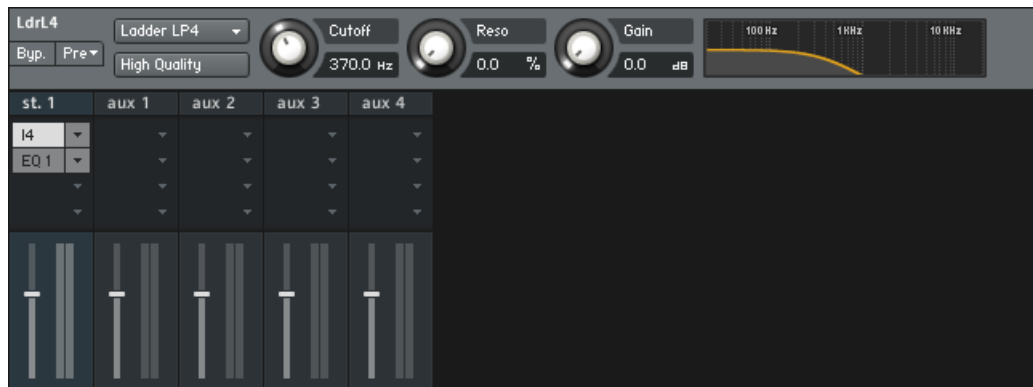 LdrL4
Ladder LP4
Cutoff
Reso
Gain
100 Hz 1 KHz 10 KHz
Byp. Pre
High Quality
370.0 Hz
0.0 %
0.0 dB
st. 1 aux 1 aux 2 aux 3 aux 4
l4
EQ 1